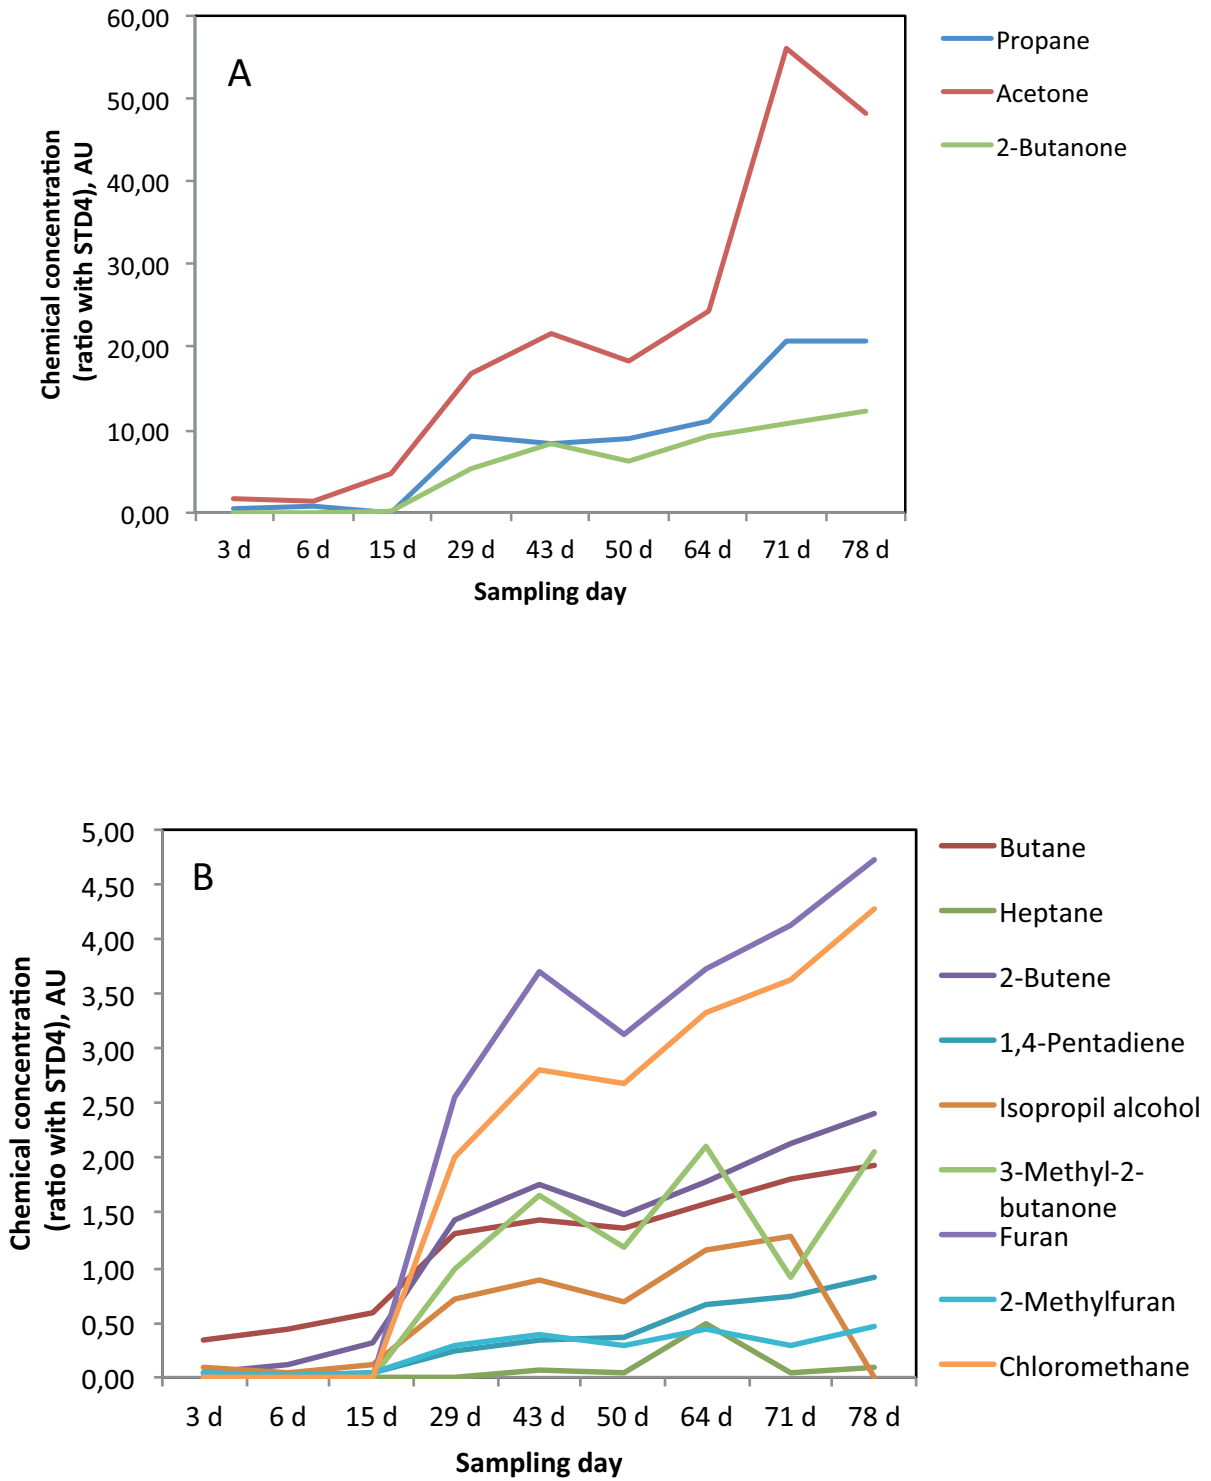 A
Chemical concentration
(ratio with STD4), AU
60,00
50,00
40,00
30,00
20,00
10,00
0,00
3 d 6 d 15 d 29 d 43 d 50 d 64 d 71 d 78 d
Sampling day
Propane
Acetone
2-Butanone
B
Chemical concentration
(ratio with STD4), AU
5,00
4,50
4,00
3,50
3,00
2,50
2,00
1,50
1,00
0,50
0,00
3 d 6 d 15 d 29 d 43 d 50 d 64 d 71 d 78 d
Sampling day
Butane
Heptane
2-Butene
1,4-Pentadiene
Isopropil alcohol
3-Methyl-2-
butanone
Furan
2-Methylfuran
Chloromethane